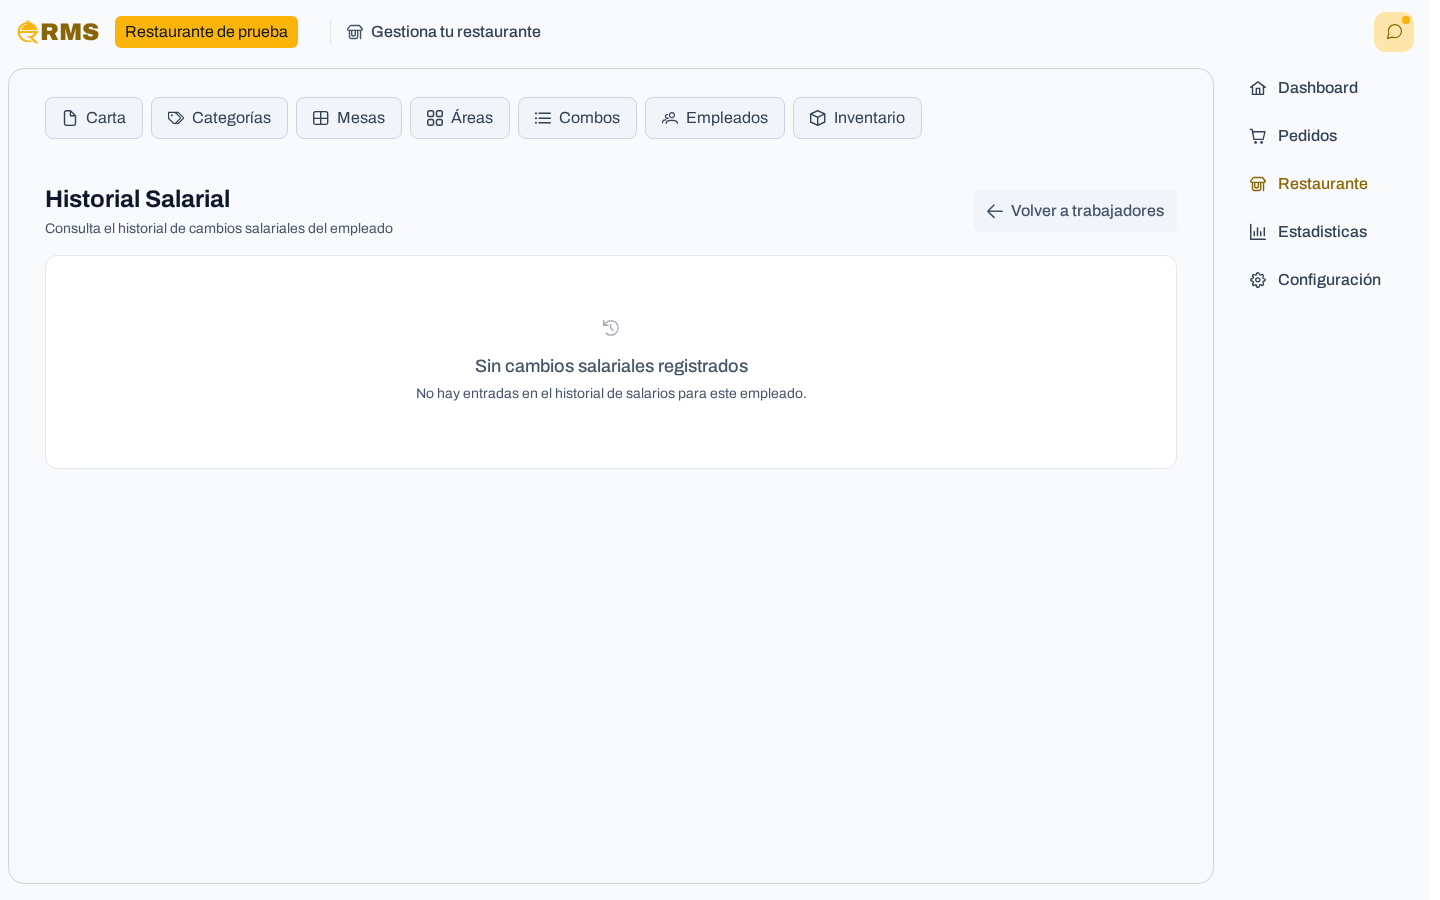 RMS
Restaurante de prueba
Gestiona tu restaurante
Carta
Categorías
Mesas
Áreas
Combos
Empleados
Inventario
Historial Salarial
Consulta el historial de cambios salariales del empleado
Volver a trabajadores
Sin cambios salariales registrados
No hay entradas en el historial de salarios para este empleado.
Dashboard
Pedidos
Restaurante
Estadisticas
Configuración